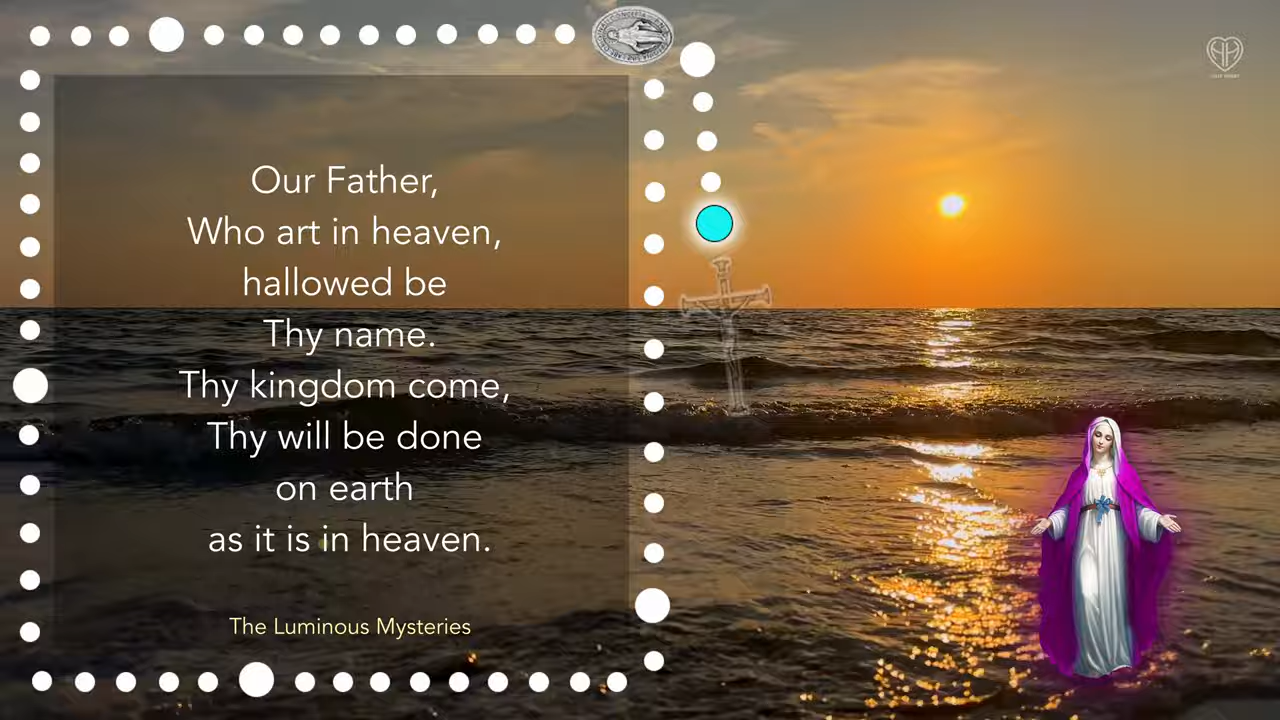 Our Father,
Who art in heaven,
hallowed be
Thy name.
Thy kingdom come,
Thy will be done
on earth
as it is in heaven.
The Luminous Mysteries